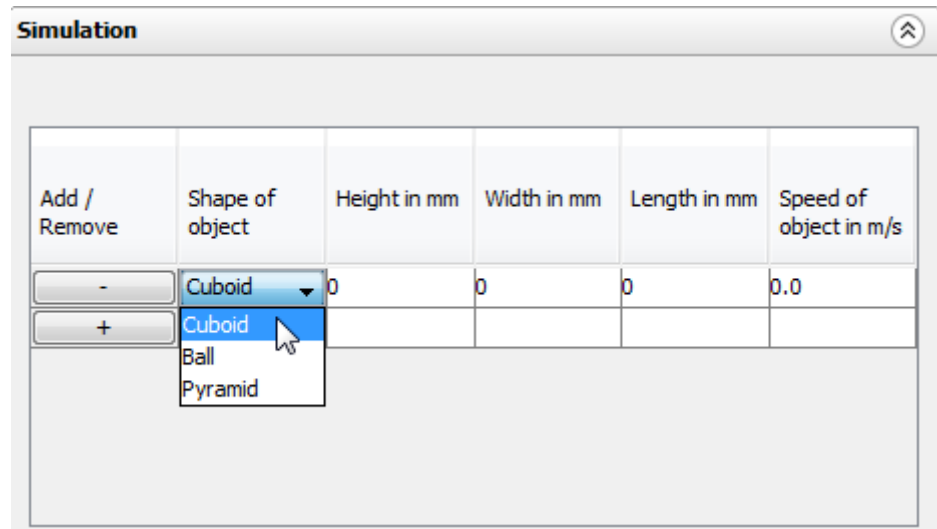 Simulation
Add / Remove Shape of object Height in mm Width in mm Length in mm Speed of object in m/s
- Cuboid 0 0 0 0.0
+ Cuboid
Ball
Pyramid